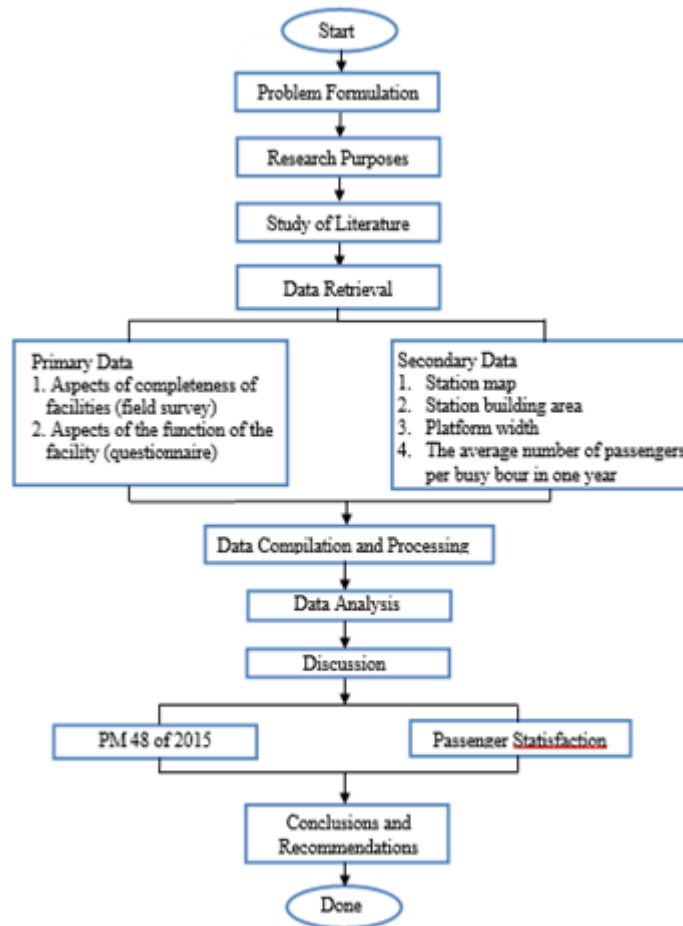 Start
Problem Formulation
Research Purposes
Study of Literature
Data Retrieval
Primary Data
1. Aspects of completeness of
facilities (field survey)
2. Aspects of the function of the
facility (questionnaire)
Secondary Data
1. Station map
2. Station building area
3. Platform width
4. The average number of passengers
per busy bour in one year
Data Compilation and Processing
Data Analysis
Discussion
PM 48 of 2015
Passenger Statisfaction
Conclusions and
Recommendations
Done